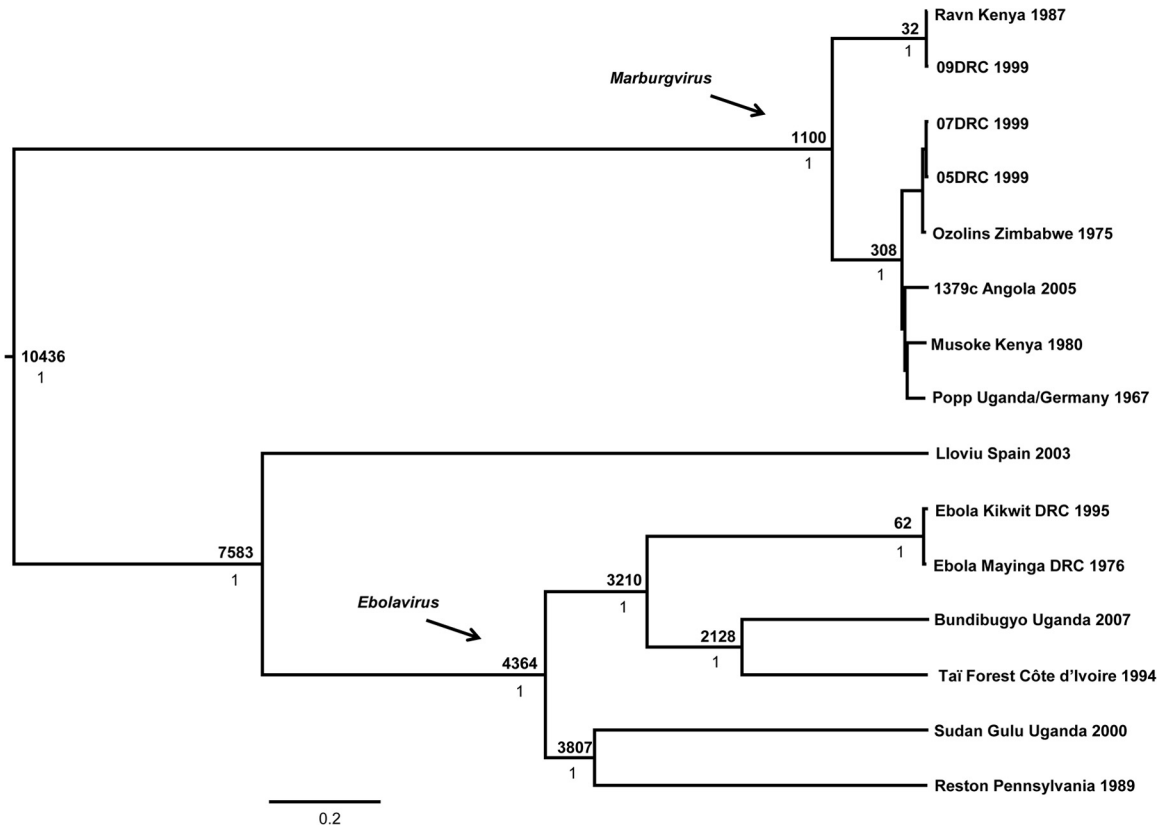 Ravn Kenya 1987
32
1
09DRC 1999
Marburgvirus
07DRC 1999
1100
1
05DRC 1999
Ozolins Zimbabwe 1975
308
1
1379c Angola 2005
Musoke Kenya 1980
10436
1
Popp Uganda/Germany 1967
Lloviu Spain 2003
Ebola Kikwit DRC 1995
62
1
7583
1
Ebola Mayinga DRC 1976
3210
1
Ebolavirus
Bundibugyo Uganda 2007
2128
1
4364
1
Taï Forest Côte d’Ivoire 1994
Sudan Gulu Uganda 2000
3807
1
Reston Pennsylvania 1989
0.2